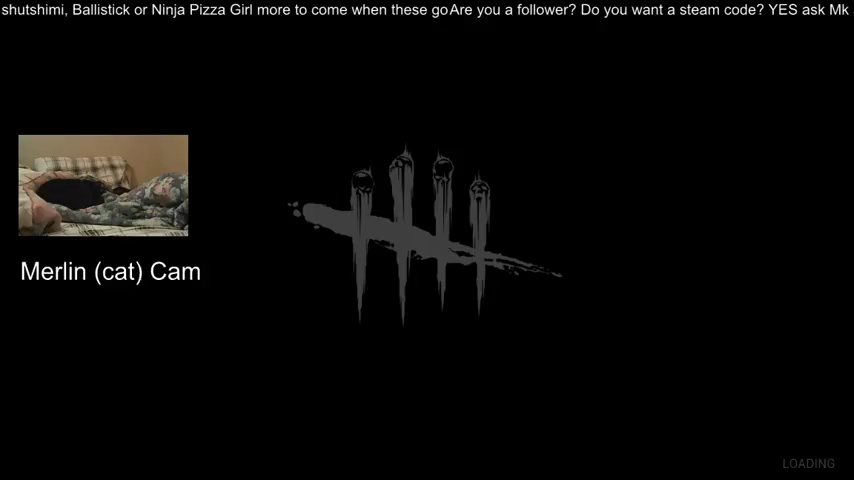 shutshimi, Ballistick or Ninja Pizza Girl more to come when these goAre you a follower? Do you want a steam code? YES ask Mk
Merlin (cat) Cam
LOADING